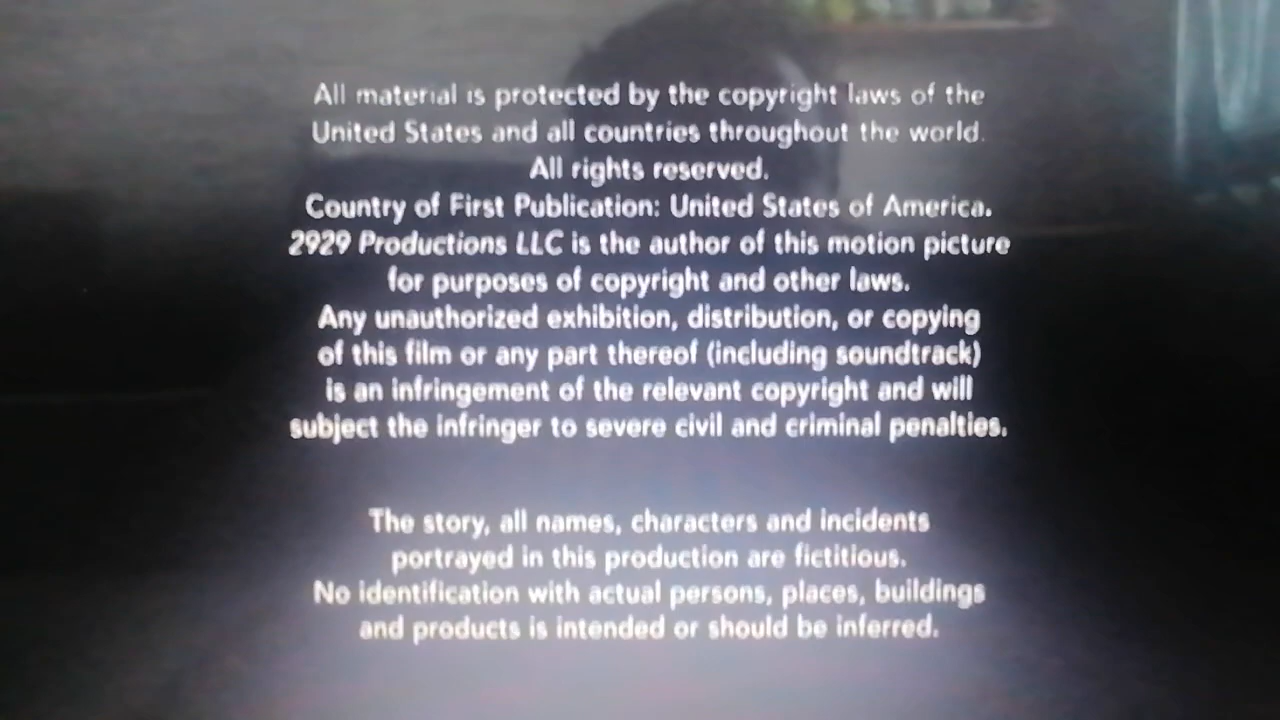 All material is protected by the copyright laws of the
United States and all countries throughout the world.
All rights reserved.
Country of First Publication: United States of America.
2929 Productions LLC is the author of this motion picture
for purposes of copyright and other laws.
Any unauthorized exhibition, distribution, or copying
of this film or any part thereof (including soundtrack)
is an infringement of the relevant copyright and will
subject the infringer to severe civil and criminal penalties.
The story, all names, characters and incidents
portrayed in this production are fictitious.
No identification with actual persons, places, buildings
and products is intended or should be inferred.